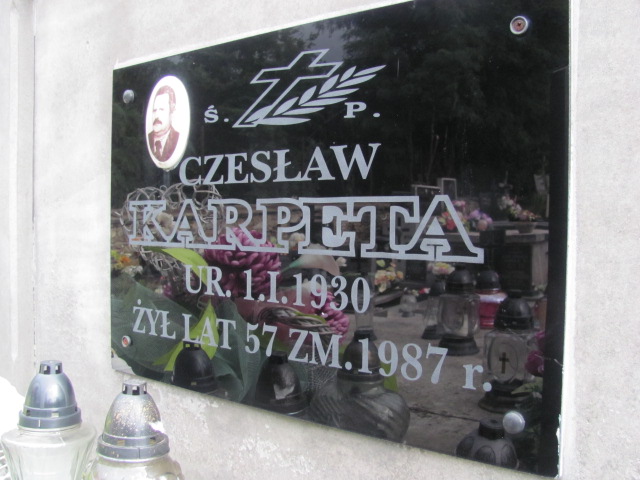 Ś. P.
CZESŁAW
KARPETA
UR. 1.I.1930
ŻYŁ LAT 57 ZM.1987 r.